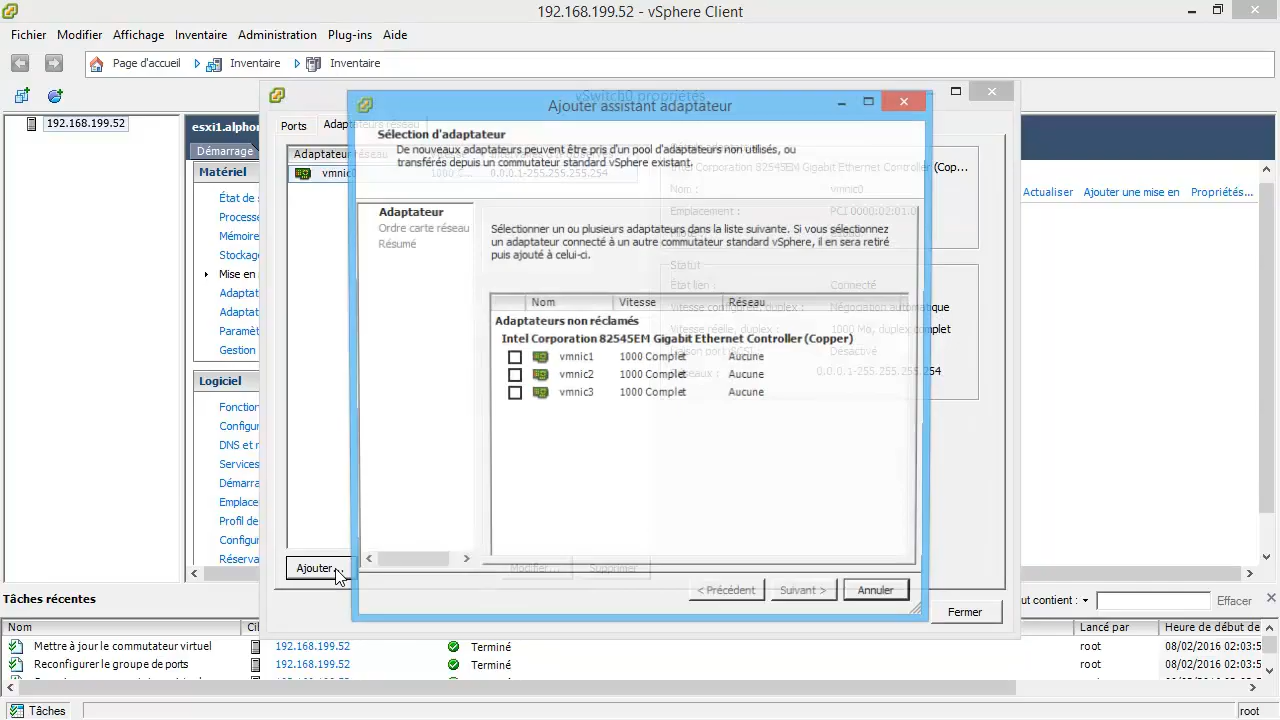 192.168.199.52 - vSphere Client
Fichier Modifier Affichage Inventaire Administration Plug-ins Aide
Page d'accueil Inventaire Inventaire
192.168.199.52
esxi1.alphor
Démarrage
Matériel
État de
Processe
Mémoire
Stockag
Mise en
Adaptat
Adaptat
Paramèt
Gestion
Logiciel
Fonction
Configur
DNS et r
Services
Démarra
Emplace
Profil de
Configur
Réserva
Actualiser Ajouter une mise en Propriétés...
vSwitch0 propriétés
Ports Adaptateurs réseau
Adaptateur réseau
vmnic0 1000 C... 0.0.0.1-255.255.255.254
Intel Corporation 82545EM Gigabit Ethernet Controller (Copper...
Nom : vmnic0
Emplacement : PCI 0000:02:01.0
Statut
État lien : Connecté
Vitesse configurée, duplex : Négociation automatique
Vitesse réelle, duplex : 1000 Mo, duplex complet
Désactivé
Réseaux : 0.0.0.1-255.255.255.254
Ajouter... Modifier... Supprimer
Fermer
Ajouter assistant adaptateur
Sélection d'adaptateur
De nouveaux adaptateurs peuvent être pris d'un pool d'adaptateurs non utilisés, ou
transférés depuis un commutateur standard vSphere existant.
Adaptateur
Ordre carte réseau
Résumé
Sélectionner un ou plusieurs adaptateurs dans la liste suivante. Si vous sélectionnez
un adaptateur connecté à un autre commutateur standard vSphere, il en sera retiré
puis ajouté à celui-ci.
Nom Vitesse Réseau
Adaptateurs non réclamés
Intel Corporation 82545EM Gigabit Ethernet Controller (Copper)
vmnic1 1000 Complet Aucune
vmnic2 1000 Complet Aucune
vmnic3 1000 Complet Aucune
< Précédent Suivant > Annuler
Tâches récentes
ut contient : Effacer
Nom Cil Lancé par Heure de début de
Mettre à jour le commutateur virtuel 192.168.199.52 Terminé root 08/02/2016 02:03:5
Reconfigurer le groupe de ports 192.168.199.52 Terminé root 08/02/2016 02:03:5
Tâches root